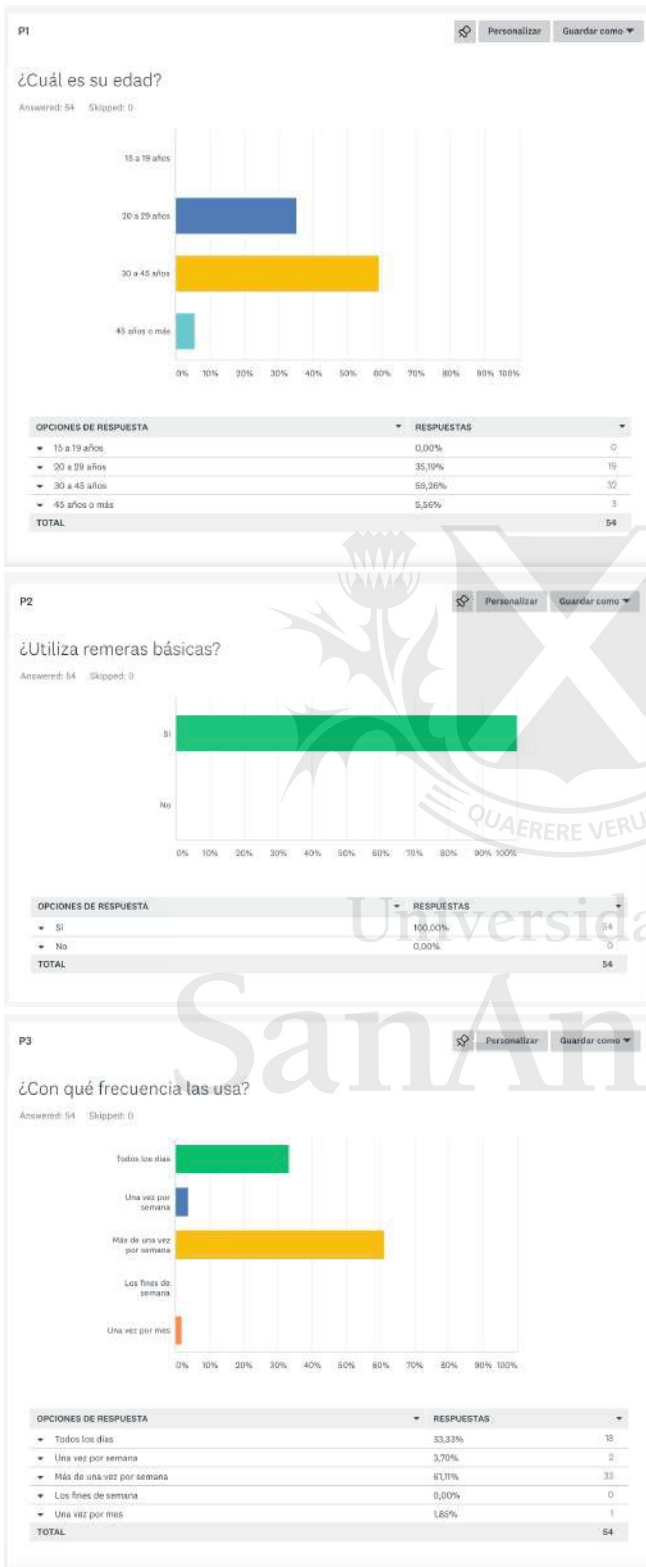 P1
Personalizar Guardar como
¿Cuál es su edad?
Answered: 54 Skipped: 0
15 a 19 años
20 a 29 años
30 a 45 años
45 años o más
0% 10% 20% 30% 40% 50% 60% 70% 80% 90% 100%
OPCIONES DE RESPUESTA RESPUESTAS
15 a 19 años 0,00% 0
20 a 29 años 35,19% 19
30 a 45 años 59,26% 32
45 años o más 5,56% 3
TOTAL 54
P2
Personalizar Guardar como
¿Utiliza remeras básicas?
Answered: 54 Skipped: 0
Sí
No
0% 10% 20% 30% 40% 50% 60% 70% 80% 90% 100%
QUAERERE VERU
OPCIONES DE RESPUESTA RESPUESTAS
Sí 100,00% 54
No 0,00% 0
TOTAL 54
Universida
SanAn
P3
Personalizar Guardar como
¿Con qué frecuencia las usa?
Answered: 54 Skipped: 0
Todos los días
Una vez por
semana
Más de una vez
por semana
Los fines de
semana
Una vez por mes
0% 10% 20% 30% 40% 50% 60% 70% 80% 90% 100%
OPCIONES DE RESPUESTA RESPUESTAS
Todos los días 33,33% 18
Una vez por semana 3,70% 2
Más de una vez por semana 61,11% 33
Los fines de semana 0,00% 0
Una vez por mes 1,85% 1
TOTAL 54